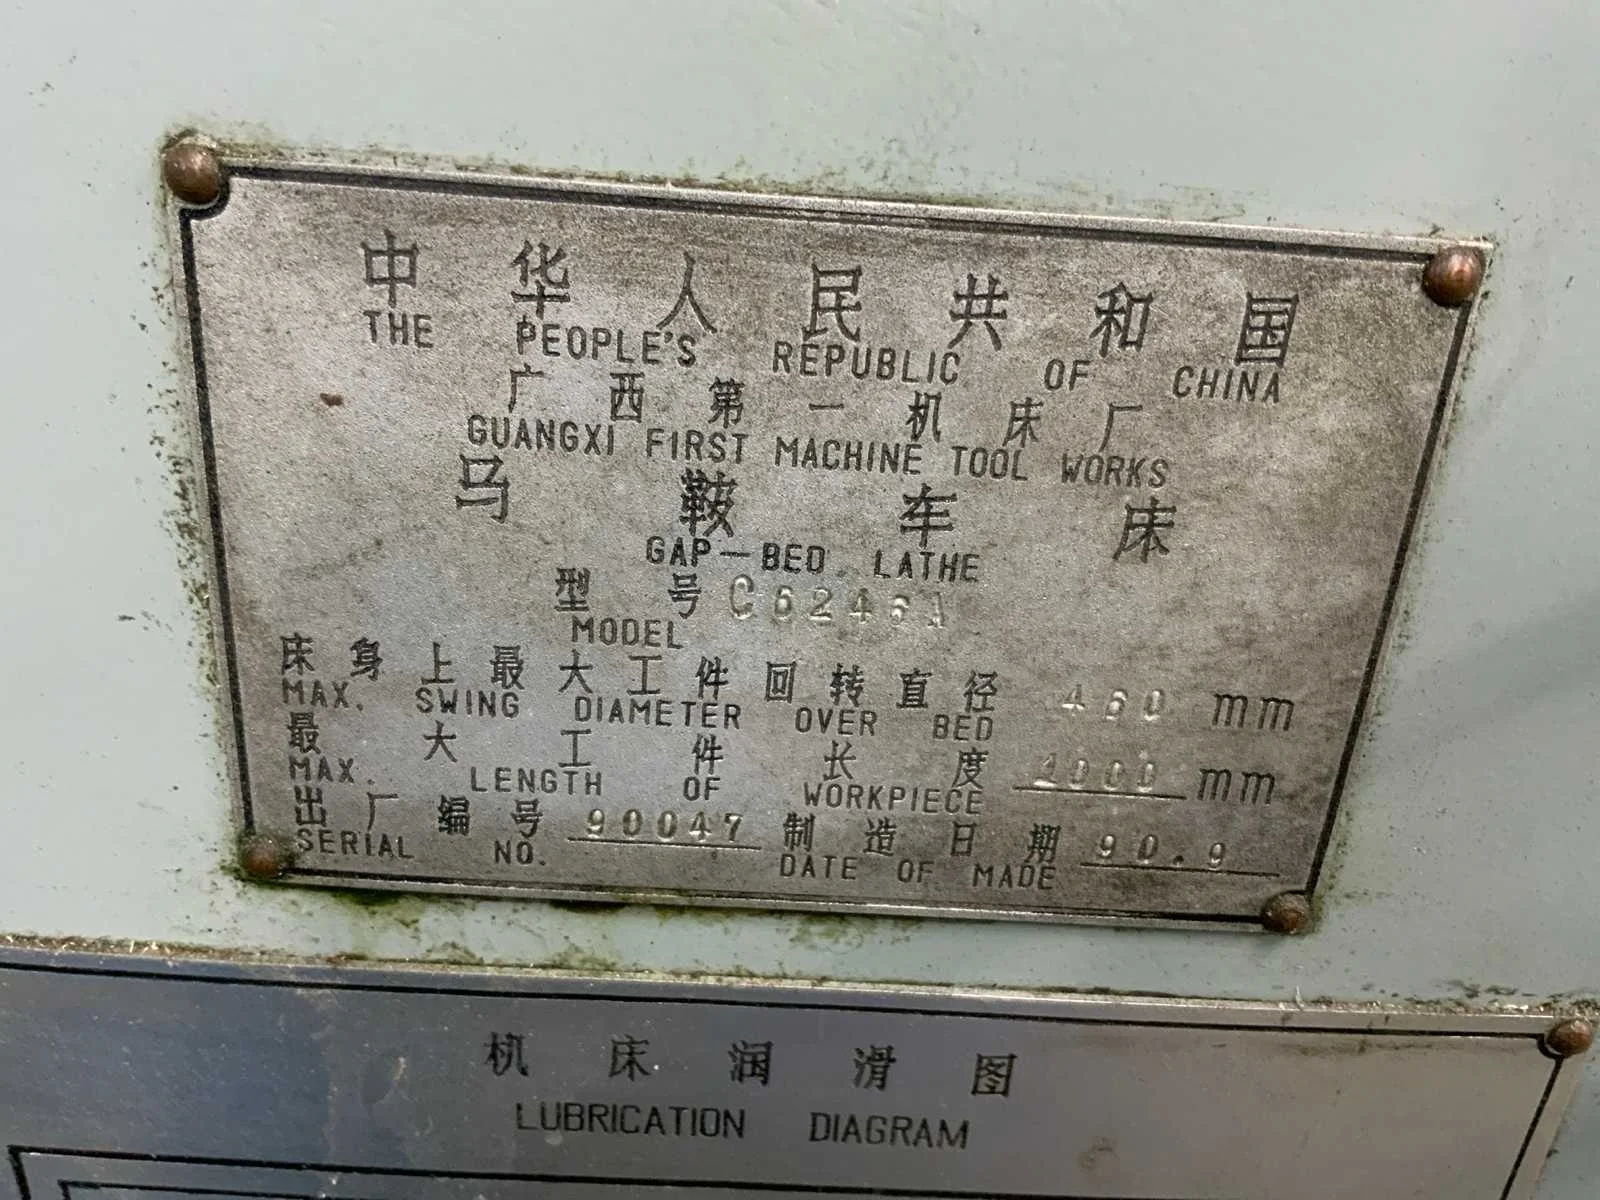 中华人民共和国
THE PEOPLE'S REPUBLIC OF CHINA
广西第一机床厂
GUANGXI FIRST MACHINE TOOL WORKS
马鞍车床
GAP-BED LATHE
型号 C6246A
MODEL
床身上最大工件回转直径 460 mm
MAX. SWING DIAMETER OVER BED
最大工件长度 1000 mm
MAX. LENGTH OF WORKPIECE
出厂编号 90047 制造日期 90.9
SERIAL NO. DATE OF MADE
机床润滑图
LUBRICATION DIAGRAM